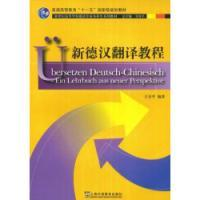 普通高等教育“十一五”国家级规划教材
新德汉翻译教程
Übersetzen Deutsch-Chinesisch
Ein Lehrbuch aus neuer Perspektive
编著
上海外语教育出版社